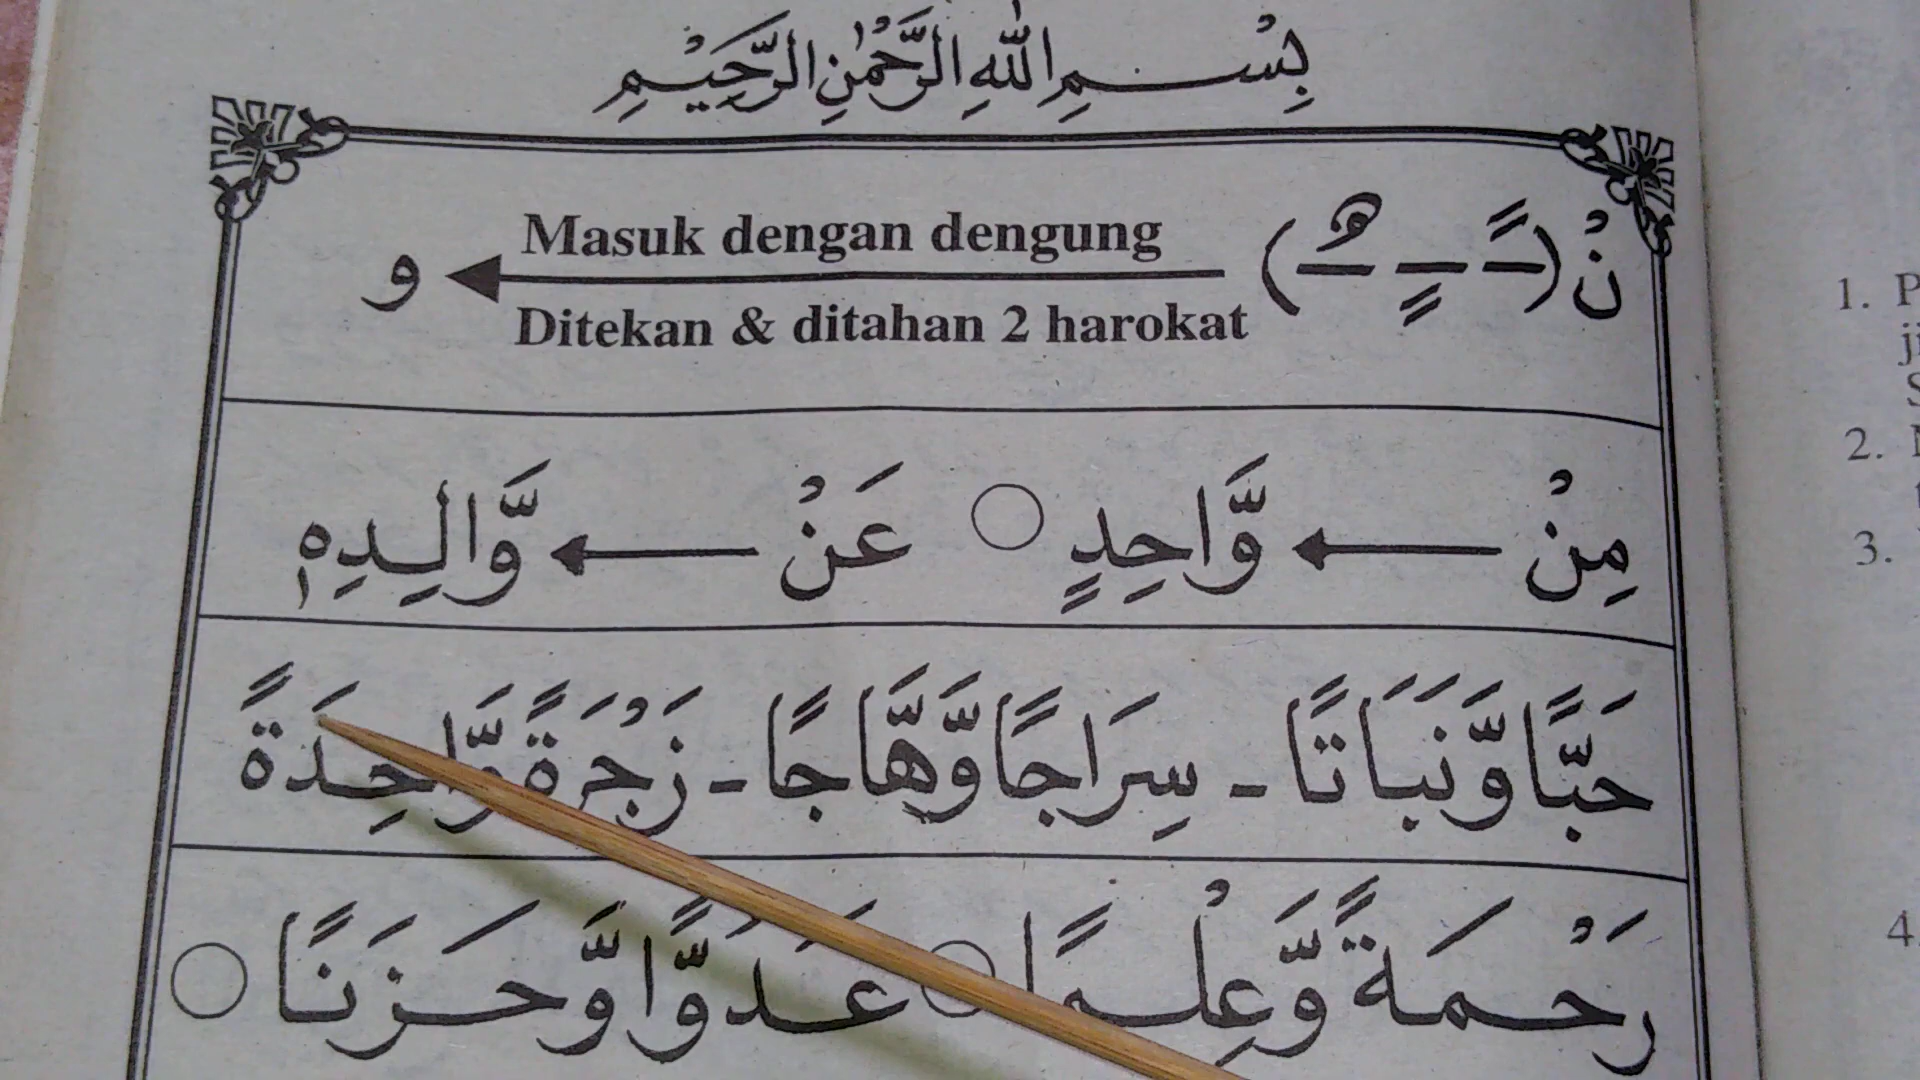 بِسْـــمِ اللّٰهِ الرَّحْمٰنِ الرَّحِيْمِ
نْ (ـًـ ـٍـ ـٌـ) Masuk dengan dengung و
Ditekan & ditahan 2 harokat
مِنْ وَّاحِدٍ ○ عَنْ وَّالِدِهٖ
حَبًّا وَّنَبَاتًا - سِرَاجًا وَّهَّاجًا - زَجْرَةً وَّاحِدَةً
رَحْمَةً وَّعِلْمًا ○ عَدَوًّا وَّحَزَنًا ○
1. P
2.
3.
4.